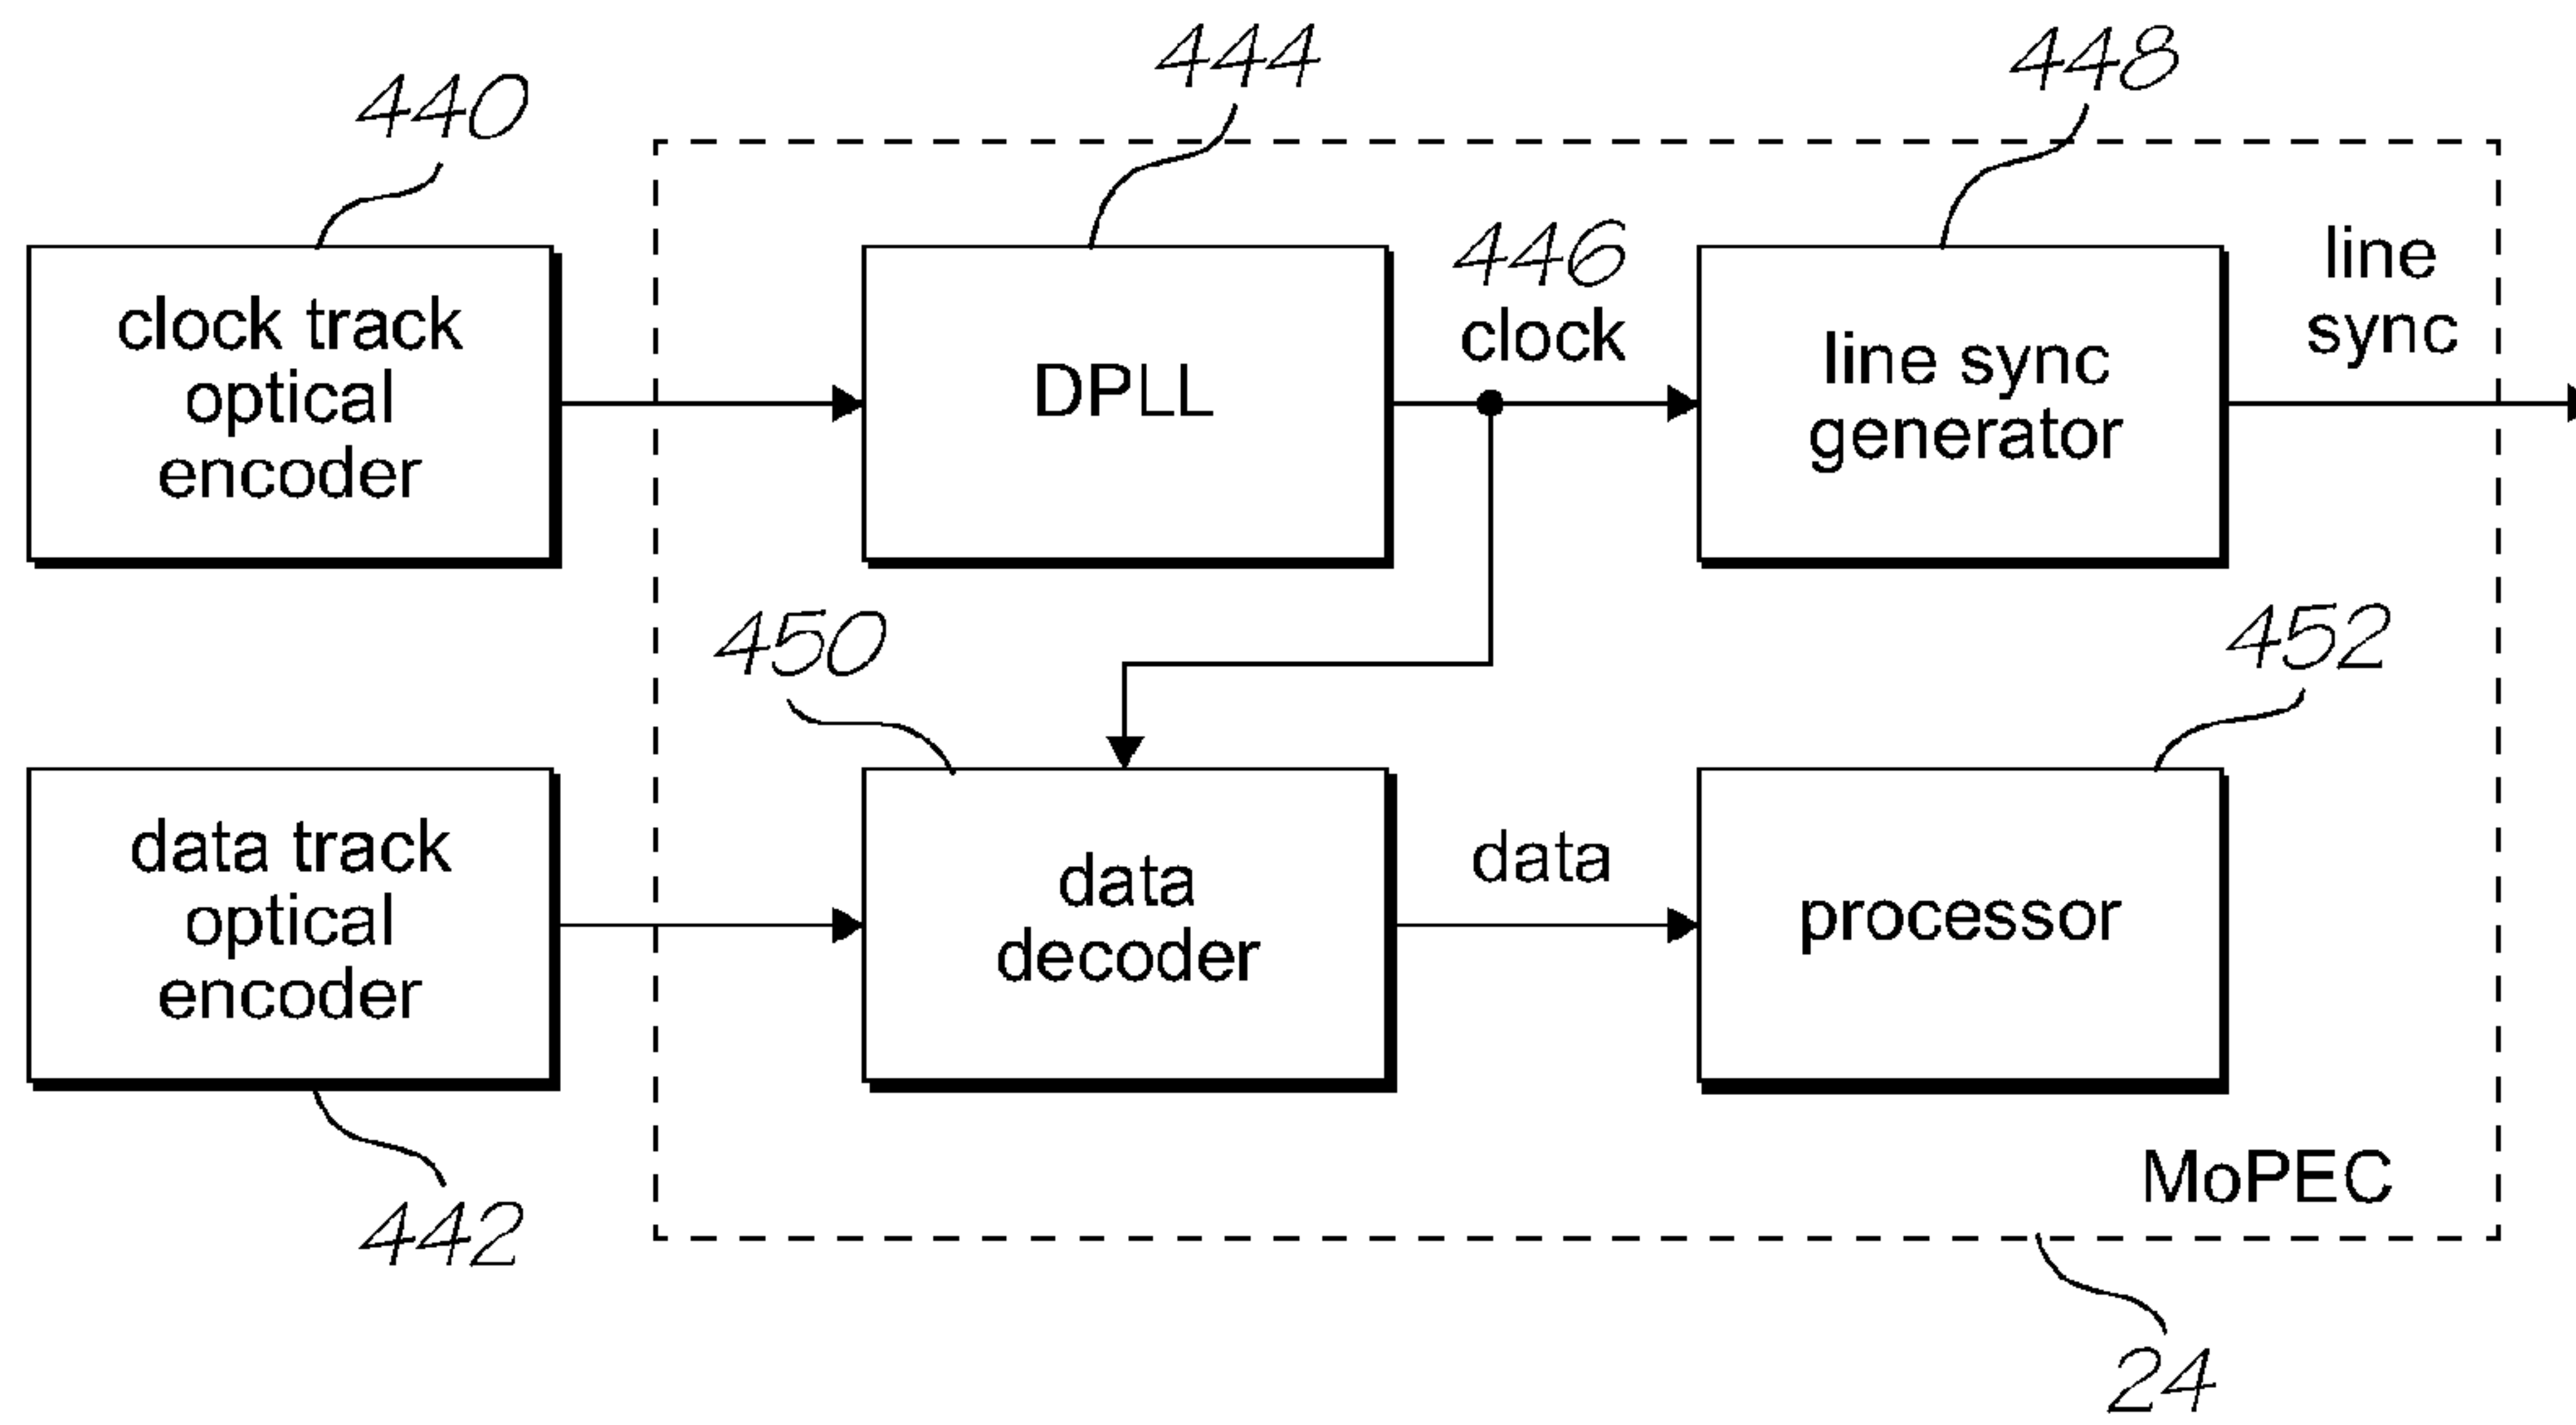 440
444
448
clock track
optical
encoder
DPLL
446
clock
line sync
generator
line
sync
450
452
data track
optical
encoder
data
decoder
data
processor
MoPEC
442
24